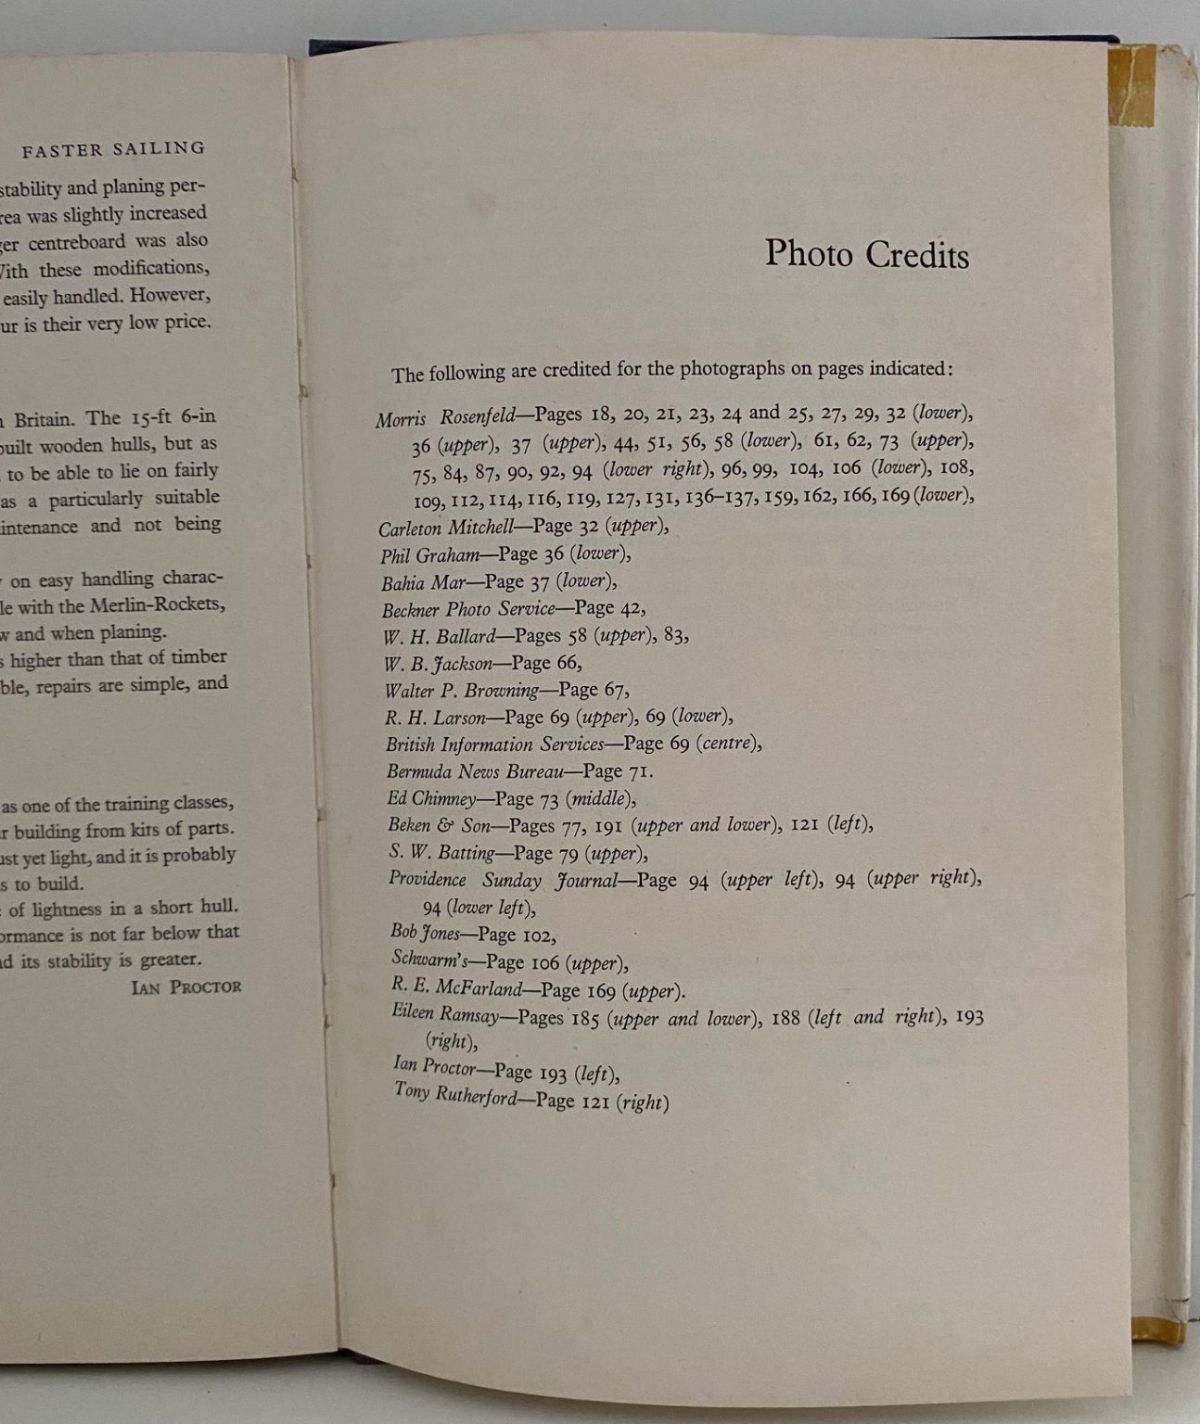 FASTER SAILING
stability and planing per-
rea was slightly increased
ger centreboard was also
With these modifications,
easily handled. However,
ur is their very low price.
Britain. The 15-ft 6-in
built wooden hulls, but as
to be able to lie on fairly
as a particularly suitable
intenance and not being
on easy handling charac-
le with the Merlin-Rockets,
w and when planing.
s higher than that of timber
ble, repairs are simple, and
as one of the training classes,
r building from kits of parts.
ust yet light, and it is probably
s to build.
of lightness in a short hull.
ormance is not far below that
nd its stability is greater.
IAN PROCTOR
Photo Credits
The following are credited for the photographs on pages indicated:
Morris Rosenfeld—Pages 18, 20, 21, 23, 24 and 25, 27, 29, 32 (lower),
36 (upper), 37 (upper), 44, 51, 56, 58 (lower), 61, 62, 73 (upper),
75, 84, 87, 90, 92, 94 (lower right), 96, 99, 104, 106 (lower), 108,
109, 112, 114, 116, 119, 127, 131, 136–137, 159, 162, 166, 169 (lower),
Carleton Mitchell—Page 32 (upper),
Phil Graham—Page 36 (lower),
Bahia Mar—Page 37 (lower),
Beckner Photo Service—Page 42,
W. H. Ballard—Pages 58 (upper), 83,
W. B. Jackson—Page 66,
Walter P. Browning—Page 67,
R. H. Larson—Page 69 (upper), 69 (lower),
British Information Services—Page 69 (centre),
Bermuda News Bureau—Page 71.
Ed Chimney—Page 73 (middle),
Beken & Son—Pages 77, 191 (upper and lower), 121 (left),
S. W. Batting—Page 79 (upper),
Providence Sunday Journal—Page 94 (upper left), 94 (upper right),
94 (lower left),
Bob Jones—Page 102,
Schwarm's—Page 106 (upper),
R. E. McFarland—Page 169 (upper).
Eileen Ramsay—Pages 185 (upper and lower), 188 (left and right), 193
(right),
Ian Proctor—Page 193 (left),
Tony Rutherford—Page 121 (right)